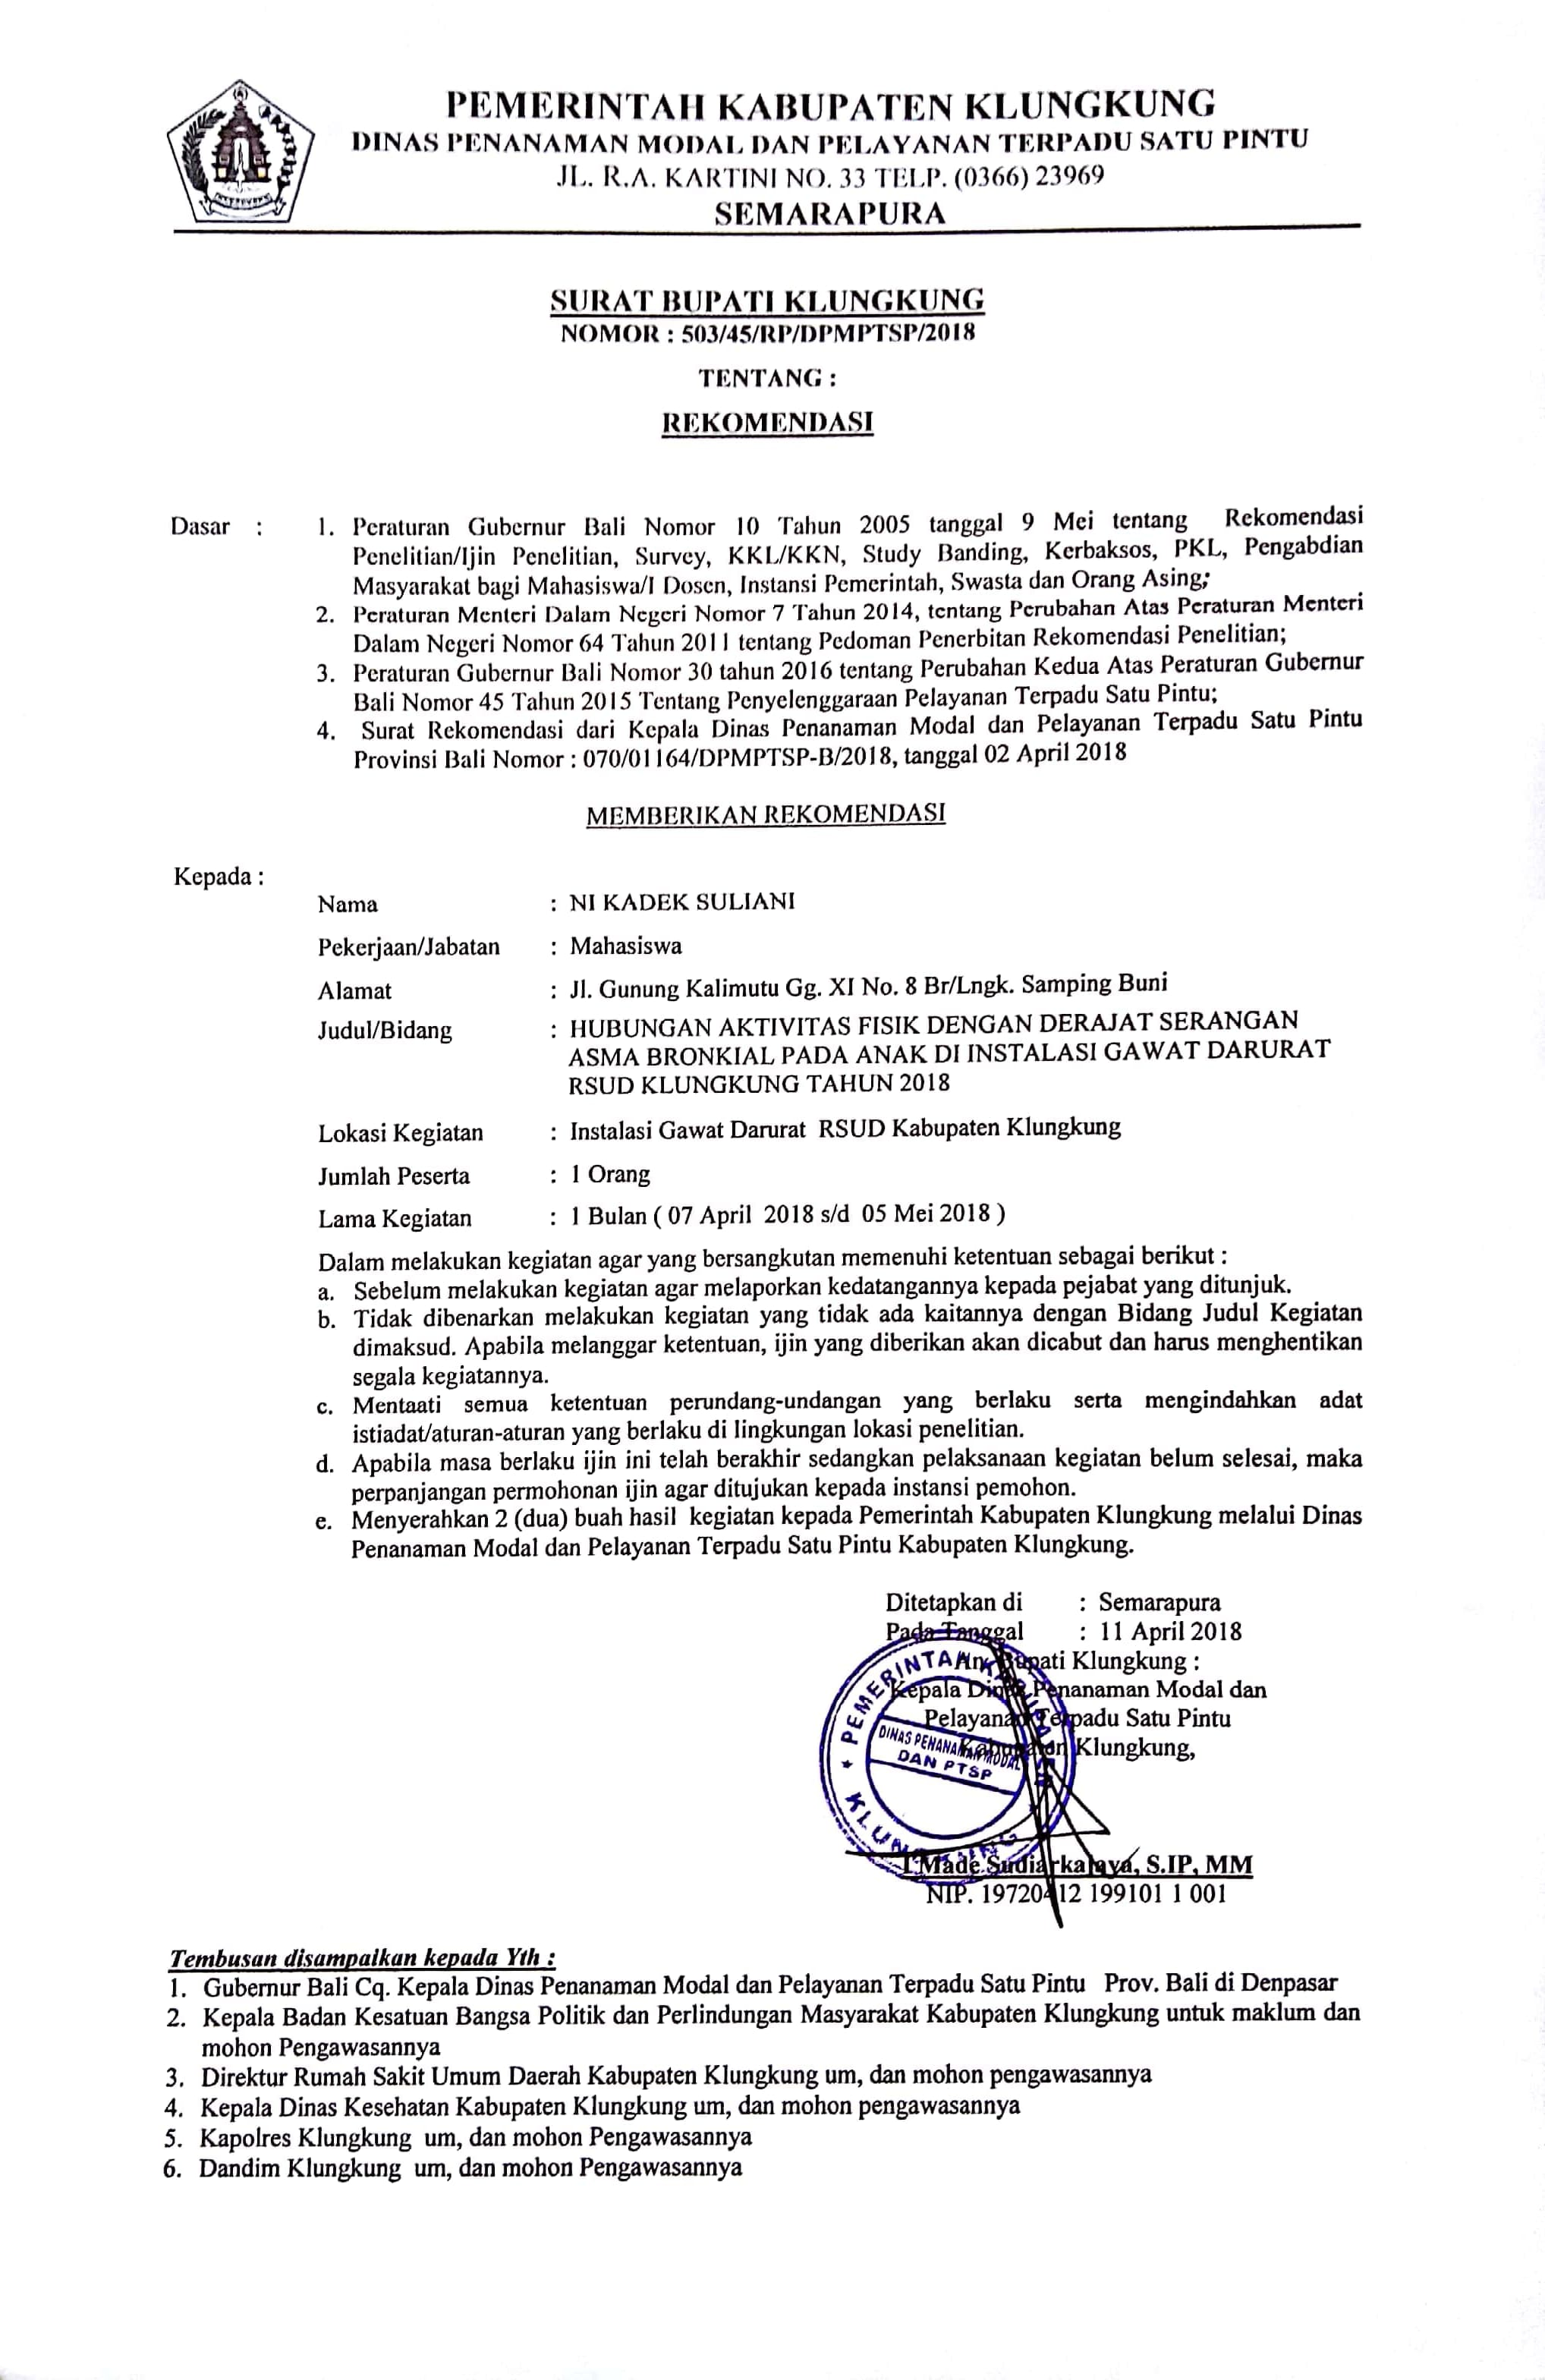 PEMERINTAH KABUPATEN KLUNGKUNG
DINAS PENANAMAN MODAL DAN PELAYANAN TERPADU SATU PINTU
JL. R.A. KARTINI NO. 33 TELP. (0366) 23969
SEMARAPURA
SURAT BUPATI KLUNGKUNG
NOMOR : 503/45/RP/DPMPTSP/2018
TENTANG :
REKOMENDASI
Dasar : 1. Peraturan Gubernur Bali Nomor 10 Tahun 2005 tanggal 9 Mei tentang Rekomendasi
Penelitian/Ijin Penelitian, Survey, KKL/KKN, Study Banding, Kerbaksos, PKL, Pengabdian
Masyarakat bagi Mahasiswa/I Dosen, Instansi Pemerintah, Swasta dan Orang Asing;
2. Peraturan Menteri Dalam Negeri Nomor 7 Tahun 2014, tentang Perubahan Atas Peraturan Menteri
Dalam Negeri Nomor 64 Tahun 2011 tentang Pedoman Penerbitan Rekomendasi Penelitian;
3. Peraturan Gubernur Bali Nomor 30 tahun 2016 tentang Perubahan Kedua Atas Peraturan Gubernur
Bali Nomor 45 Tahun 2015 Tentang Penyelenggaraan Pelayanan Terpadu Satu Pintu;
4. Surat Rekomendasi dari Kepala Dinas Penanaman Modal dan Pelayanan Terpadu Satu Pintu
Provinsi Bali Nomor : 070/01164/DPMPTSP-B/2018, tanggal 02 April 2018
MEMBERIKAN REKOMENDASI
Kepada :
Nama : NI KADEK SULIANI
Pekerjaan/Jabatan : Mahasiswa
Alamat : Jl. Gunung Kalimutu Gg. XI No. 8 Br/Lngk. Samping Buni
Judul/Bidang : HUBUNGAN AKTIVITAS FISIK DENGAN DERAJAT SERANGAN
ASMA BRONKIAL PADA ANAK DI INSTALASI GAWAT DARURAT
RSUD KLUNGKUNG TAHUN 2018
Lokasi Kegiatan : Instalasi Gawat Darurat RSUD Kabupaten Klungkung
Jumlah Peserta : 1 Orang
Lama Kegiatan : 1 Bulan ( 07 April 2018 s/d 05 Mei 2018 )
Dalam melakukan kegiatan agar yang bersangkutan memenuhi ketentuan sebagai berikut :
a. Sebelum melakukan kegiatan agar melaporkan kedatangannya kepada pejabat yang ditunjuk.
b. Tidak dibenarkan melakukan kegiatan yang tidak ada kaitannya dengan Bidang Judul Kegiatan
dimaksud. Apabila melanggar ketentuan, ijin yang diberikan akan dicabut dan harus menghentikan
segala kegiatannya.
c. Mentaati semua ketentuan perundang-undangan yang berlaku serta mengindahkan adat
istiadat/aturan-aturan yang berlaku di lingkungan lokasi penelitian.
d. Apabila masa berlaku ijin ini telah berakhir sedangkan pelaksanaan kegiatan belum selesai, maka
perpanjangan permohonan ijin agar ditujukan kepada instansi pemohon.
e. Menyerahkan 2 (dua) buah hasil kegiatan kepada Pemerintah Kabupaten Klungkung melalui Dinas
Penanaman Modal dan Pelayanan Terpadu Satu Pintu Kabupaten Klungkung.
Ditetapkan di : Semarapura
Pada Tanggal : 11 April 2018
An. Bupati Klungkung :
Kepala Dinas Penanaman Modal dan
Pelayanan Terpadu Satu Pintu
Kabupaten Klungkung,
PEMERINTAH KABUPATEN
DINAS PENANAMAN MODAL
DAN PTSP
KLUNGKUNG
I Made Sudiarkajaya, S.IP, MM
NIP. 19720412 199101 1 001
Tembusan disampaikan kepada Yth :
1. Gubernur Bali Cq. Kepala Dinas Penanaman Modal dan Pelayanan Terpadu Satu Pintu Prov. Bali di Denpasar
2. Kepala Badan Kesatuan Bangsa Politik dan Perlindungan Masyarakat Kabupaten Klungkung untuk maklum dan
mohon Pengawasannya
3. Direktur Rumah Sakit Umum Daerah Kabupaten Klungkung um, dan mohon pengawasannya
4. Kepala Dinas Kesehatan Kabupaten Klungkung um, dan mohon pengawasannya
5. Kapolres Klungkung um, dan mohon Pengawasannya
6. Dandim Klungkung um, dan mohon Pengawasannya